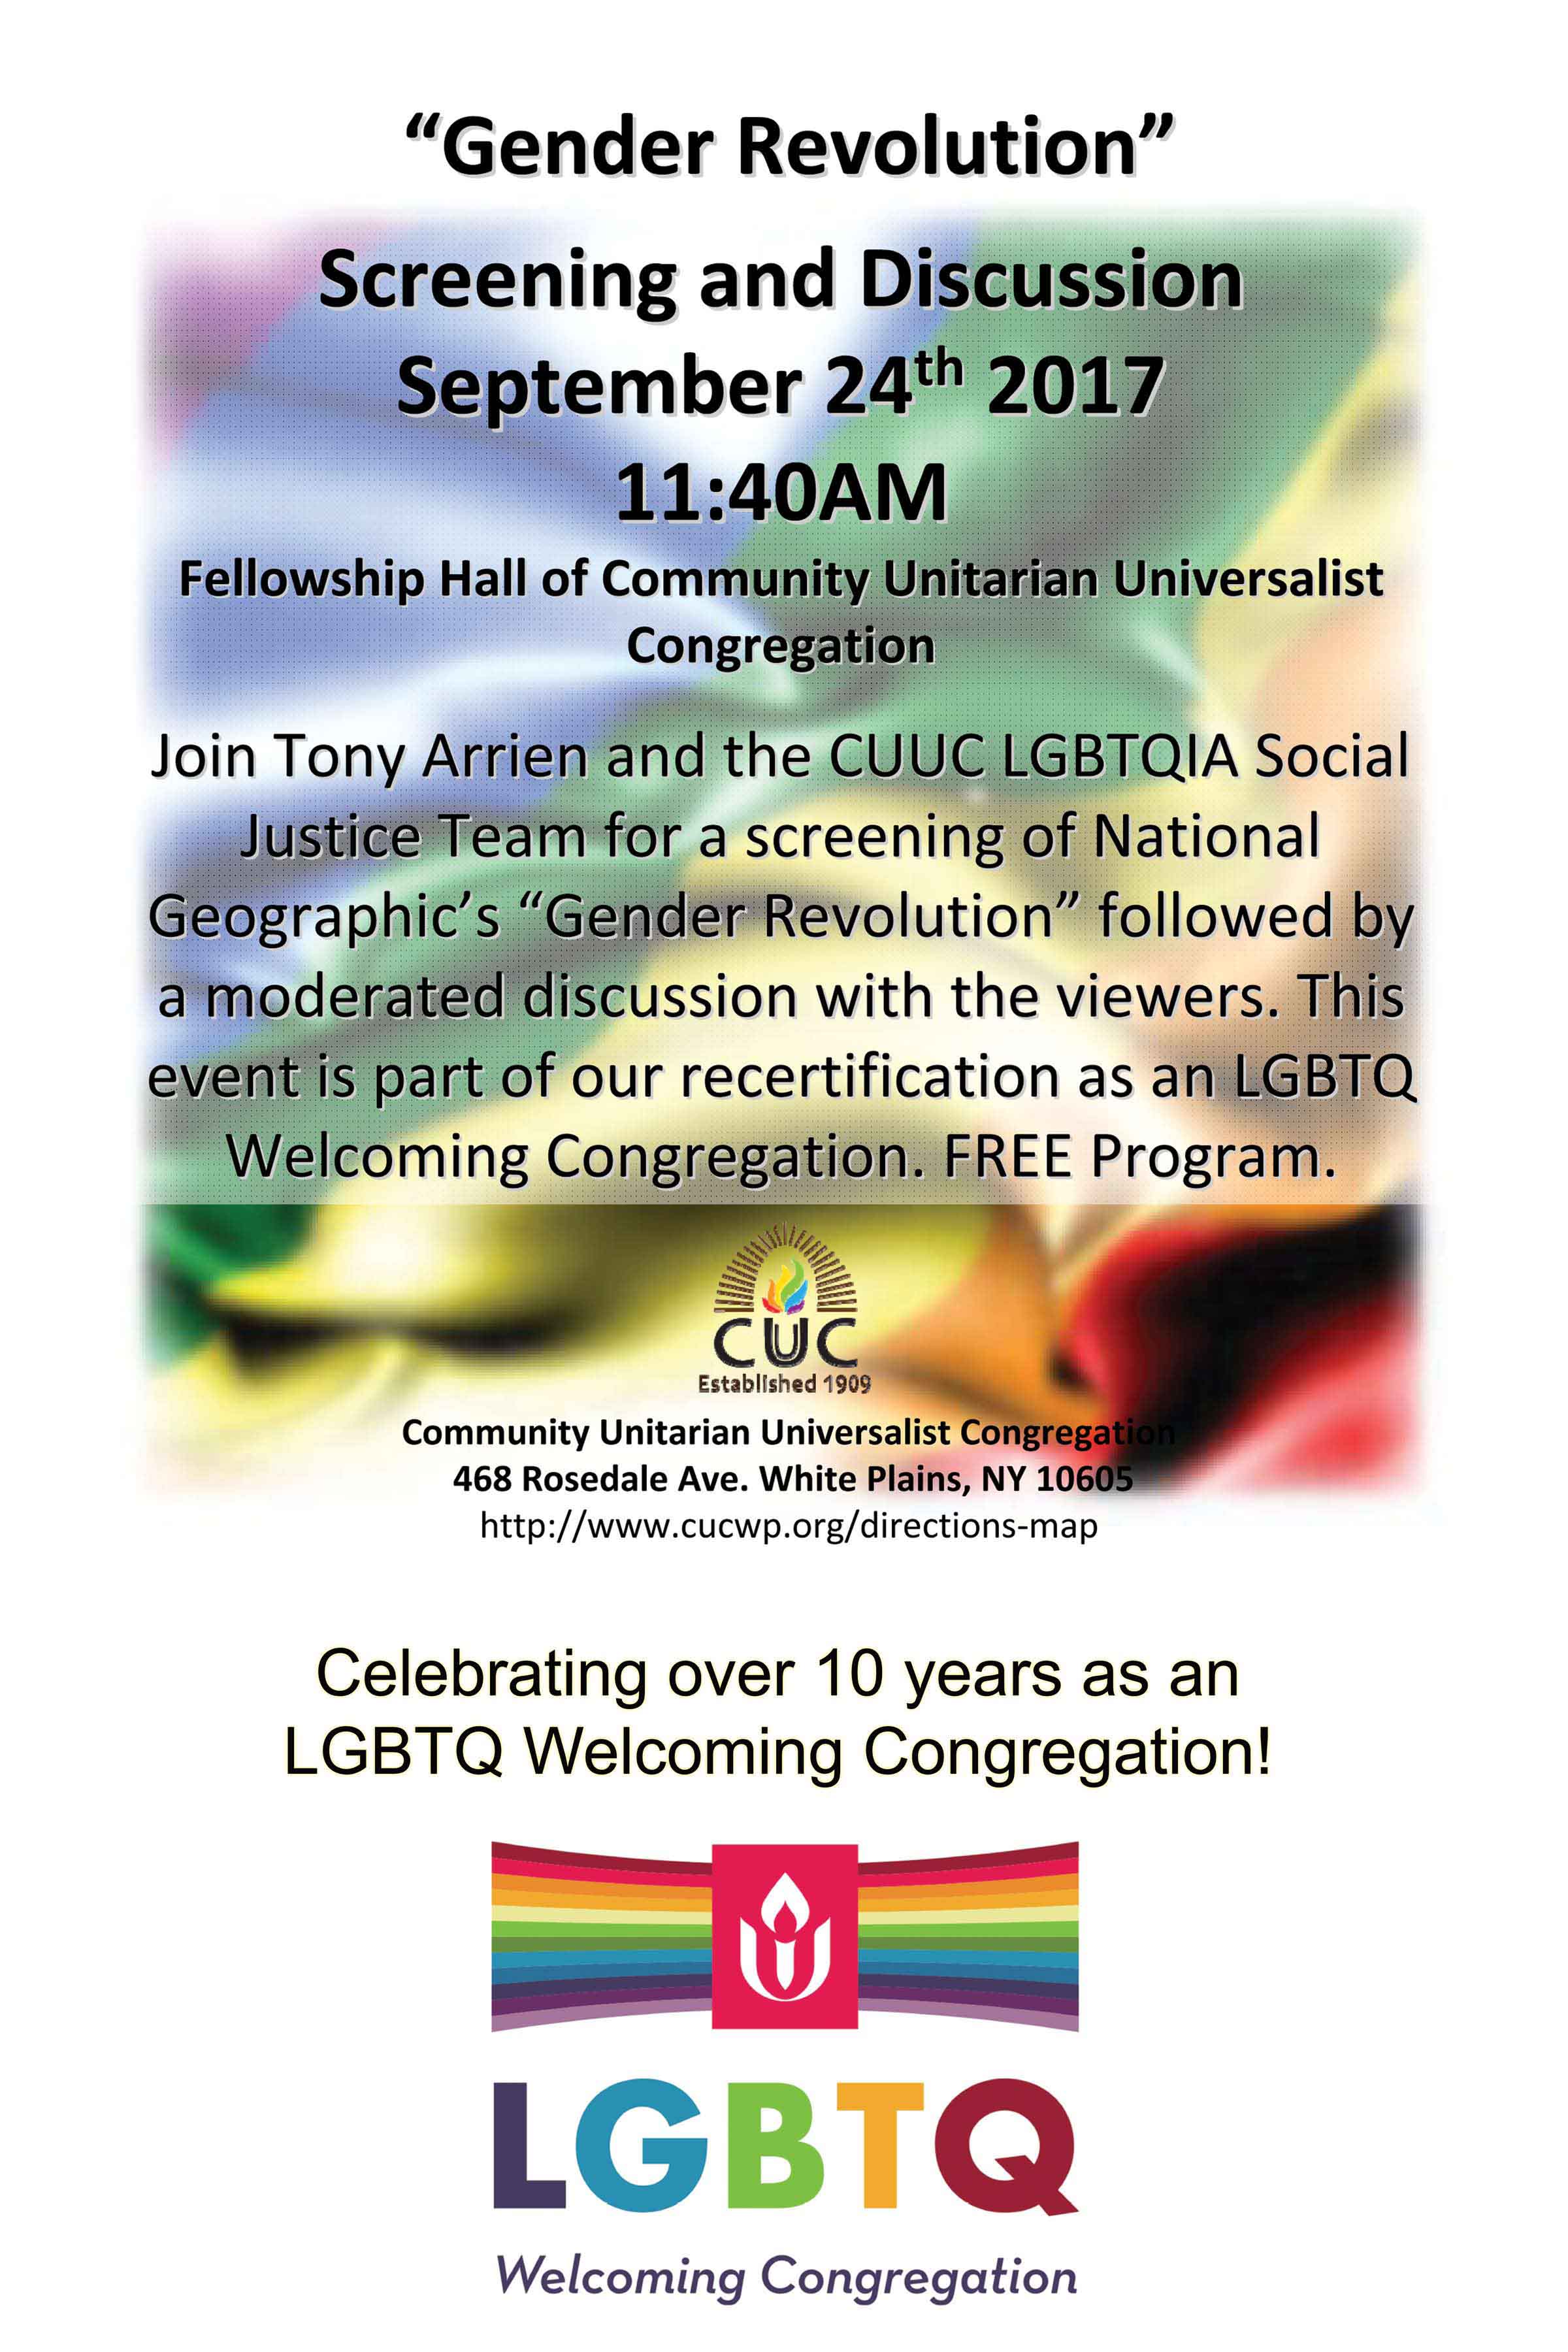 “Gender Revolution”
Screening and Discussion
September 24th 2017
11:40AM
Fellowship Hall of Community Unitarian Universalist
Congregation
Join Tony Arrien and the CUUC LGBTQIA Social
Justice Team for a screening of National
Geographic’s “Gender Revolution” followed by
a moderated discussion with the viewers. This
event is part of our recertification as an LGBTQ
Welcoming Congregation. FREE Program.
CUC
Established 1909
Community Unitarian Universalist Congregation
468 Rosedale Ave. White Plains, NY 10605
http://www.cucwp.org/directions-map
Celebrating over 10 years as an
LGBTQ Welcoming Congregation!
LGBTQ
Welcoming Congregation